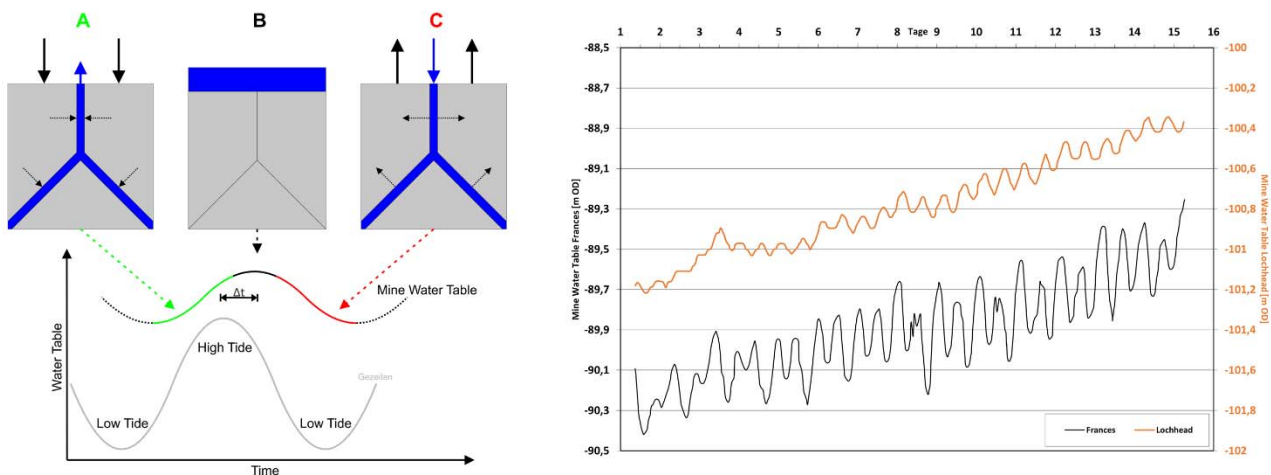 A
B
C
Δt
Mine Water Table
High Tide
Gezeiten
Low Tide
Low Tide
Water Table
Time
1 2 3 4 5 6 7 8 Tage 9 10 11 12 13 14 15 16
-88,5
-88,7
-88,9
-89,1
-89,3
-89,5
-89,7
-89,9
-90,1
-90,3
-90,5
Mine Water Table Frances [m OD]
-100
-100,2
-100,4
-100,6
-100,8
-101
-101,2
-101,4
-101,6
-101,8
-102
Mine Water Table Lochhead
[m OD]
Frances
Lochhead